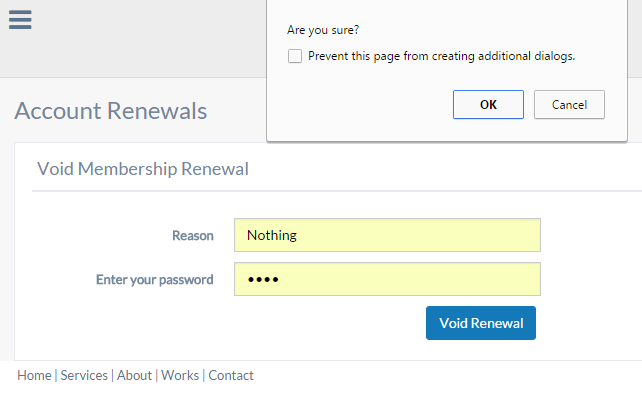 Are you sure?
Prevent this page from creating additional dialogs.
OK Cancel
Account Renewals
Void Membership Renewal
Reason Nothing
Enter your password ••••
Void Renewal
Home | Services | About | Works | Contact